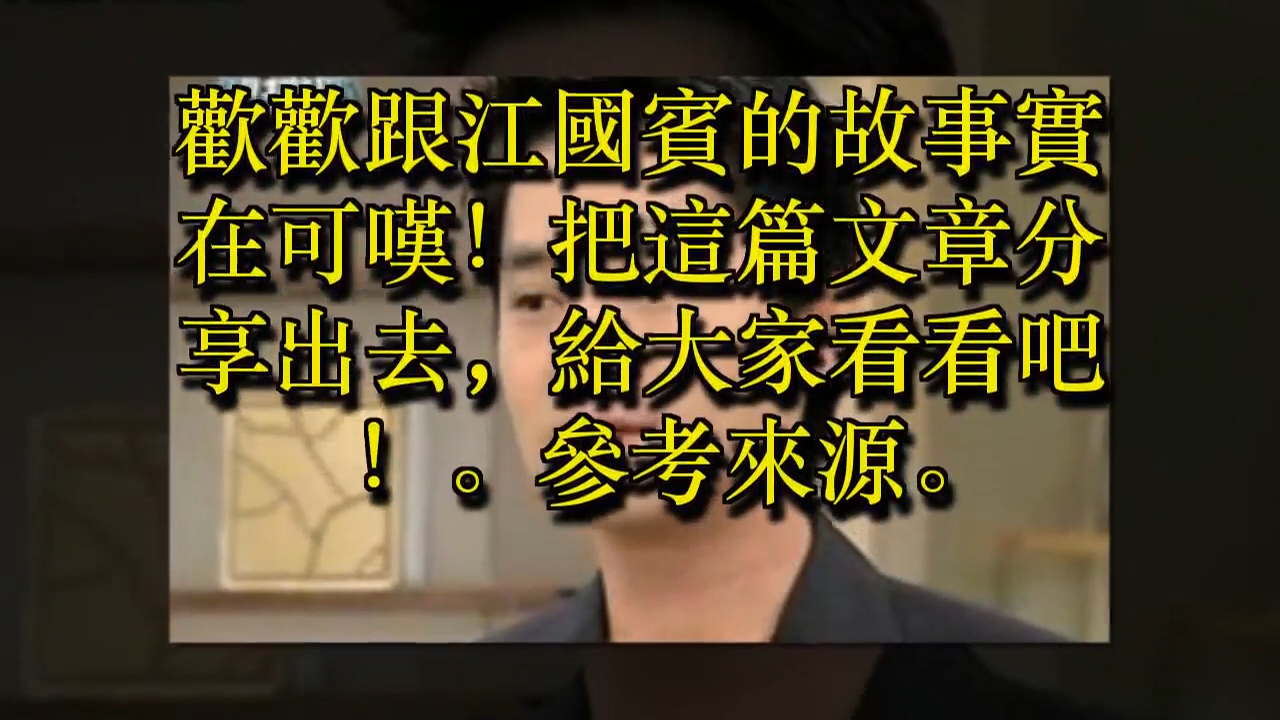 歡歡跟江國賓的故事實
在可嘆！把這篇文章分
享出去，給大家看看吧
！。參考來源。